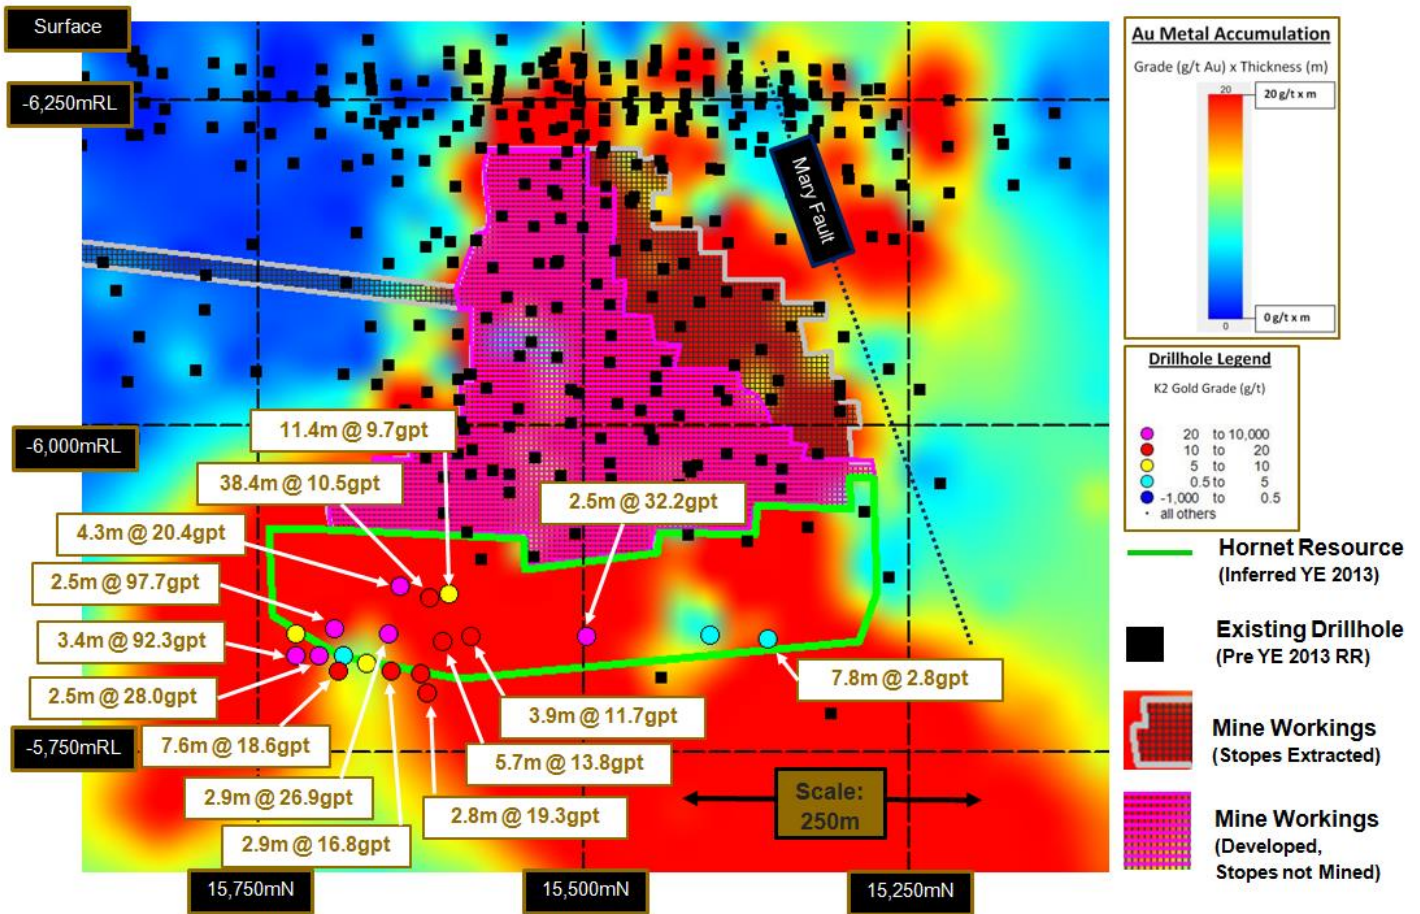 Surface
-6,250mRL
-6,000mRL
-5,750mRL
15,750mN
15,500mN
15,250mN
Mary Fault
11.4m @ 9.7gpt
38.4m @ 10.5gpt
4.3m @ 20.4gpt
2.5m @ 97.7gpt
3.4m @ 92.3gpt
2.5m @ 28.0gpt
7.6m @ 18.6gpt
2.9m @ 26.9gpt
2.9m @ 16.8gpt
2.8m @ 19.3gpt
5.7m @ 13.8gpt
3.9m @ 11.7gpt
2.5m @ 32.2gpt
7.8m @ 2.8gpt
Scale:
250m
Au Metal Accumulation
Grade (g/t Au) x Thickness (m)
20
20 g/t x m
0
0 g/t x m
Drillhole Legend
K2 Gold Grade (g/t)
20 to 10,000
10 to 20
5 to 10
0.5 to 5
-1,000 to 0.5
all others
Hornet Resource
(Inferred YE 2013)
Existing Drillhole
(Pre YE 2013 RR)
Mine Workings
(Stopes Extracted)
Mine Workings
(Developed,
Stopes not Mined)